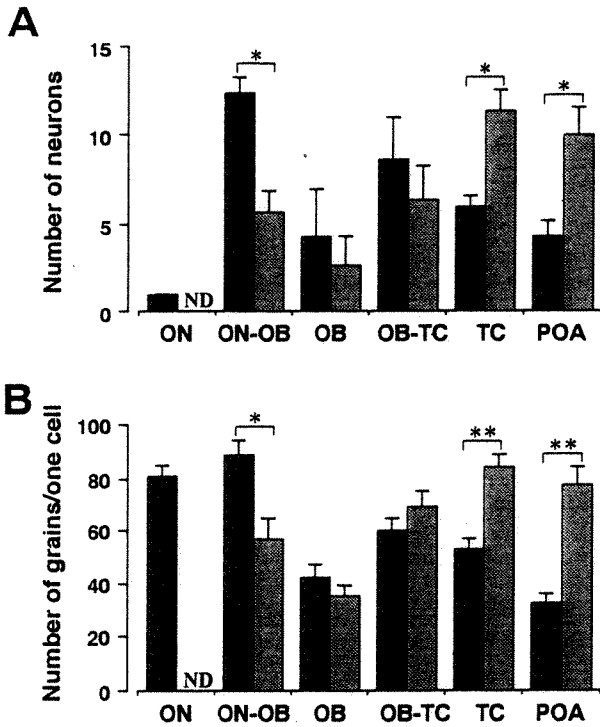 A
Number of neurons
15
10
5
0
*
*
*
ND
ON ON-OB OB OB-TC TC POA
B
Number of grains/one cell
100
80
60
40
20
0
*
**
**
ND
ON ON-OB OB OB-TC TC POA